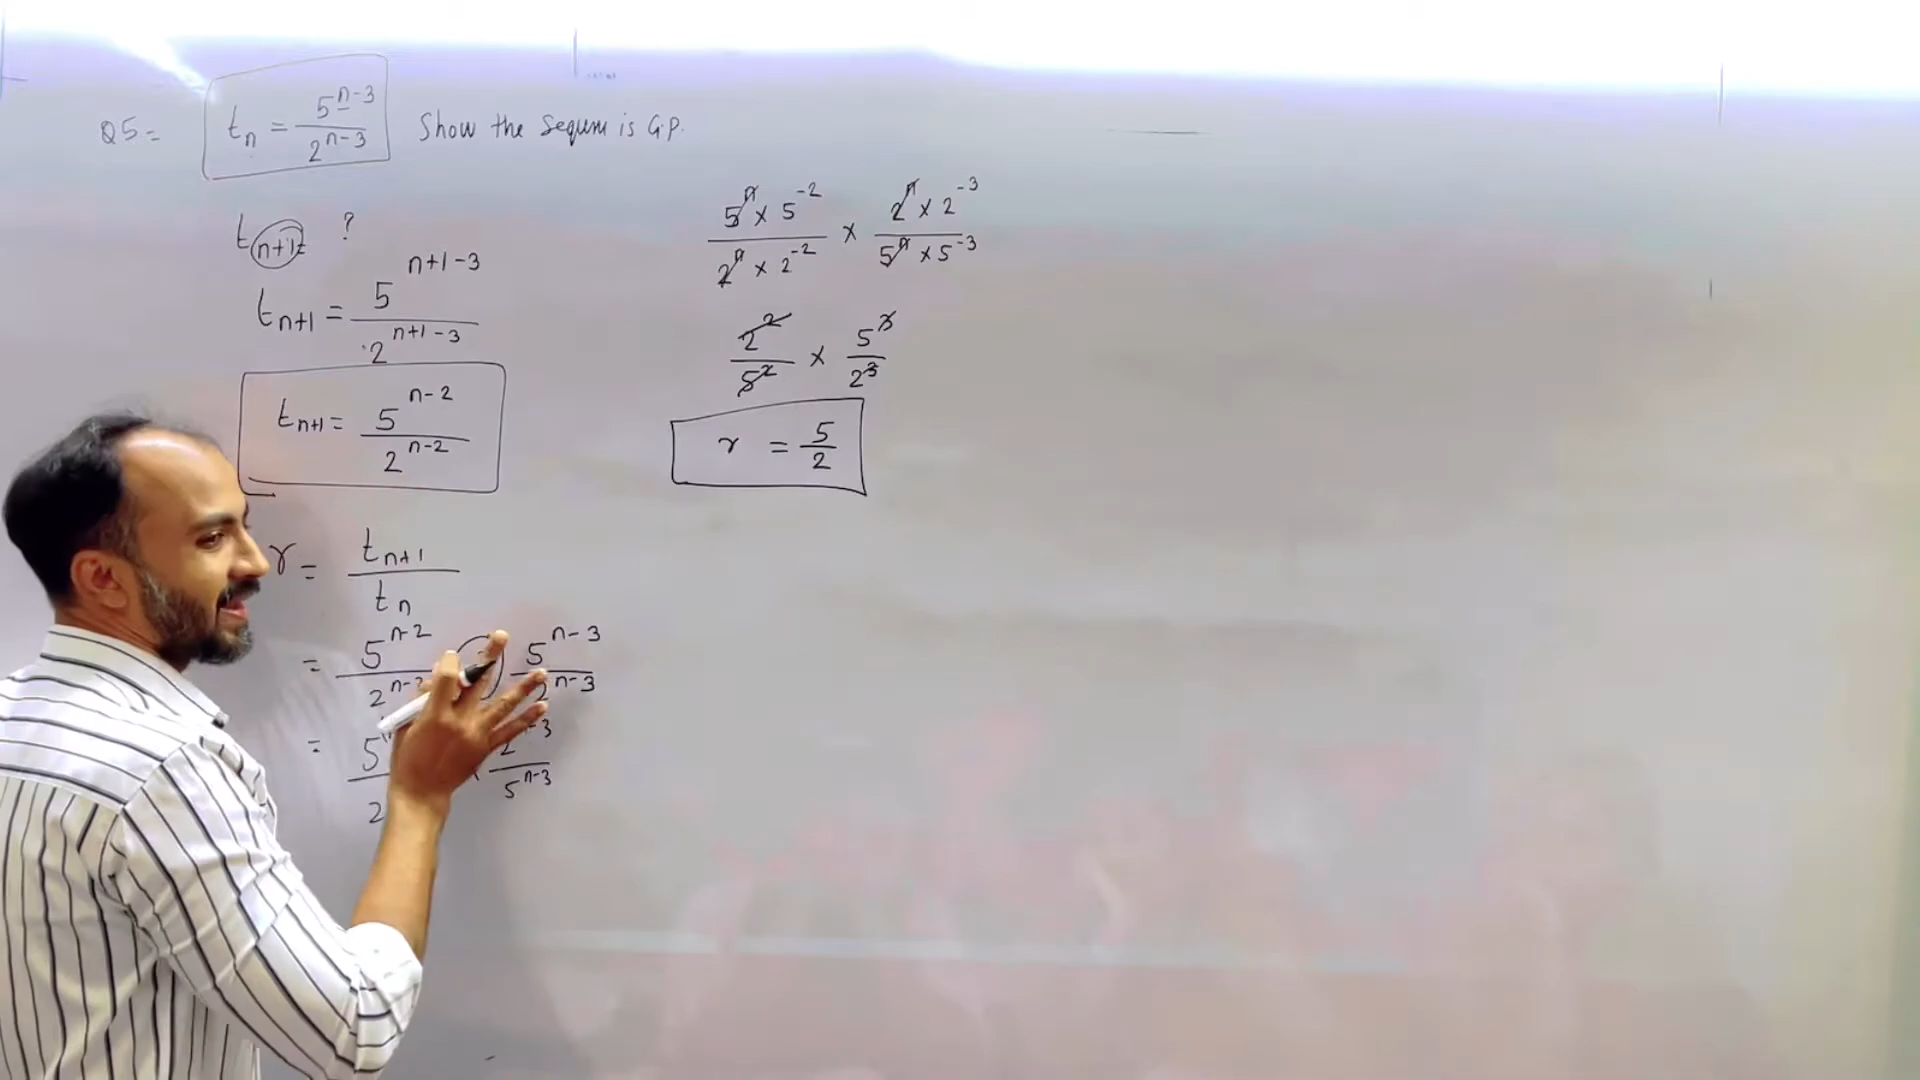 Q5= t_n = 5^{n-3} / 2^{n-3} Show the is G.P.
t_{n+1} ?
t_{n+1} = 5^{n+1-3} / 2^{n+1-3}
t_{n+1} = 5^{n-2} / 2^{n-2}
r = t_{n+1} / t_n
= 5^{n-2} / 2^{n- 5^{n-3} / 2^{n-3}
= 5 / 2 × 2 -3 / 5^{n-3}
5^n × 5^{-2} / 2^n × 2^{-2} × 2^n × 2^{-3} / 5^n × 5^{-3}
2^2 / 5^2 × 5^3 / 2^3
r = 5 / 2